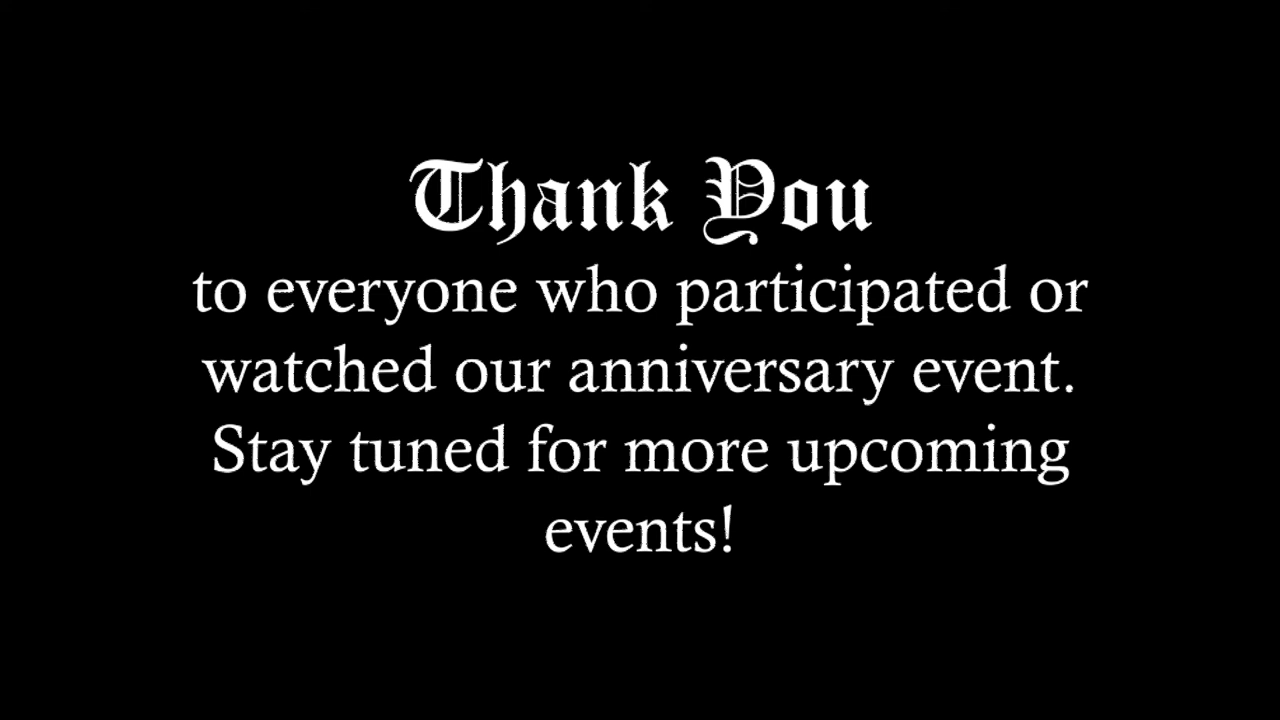 Thank You
to everyone who participated or
watched our anniversary event.
Stay tuned for more upcoming
events!